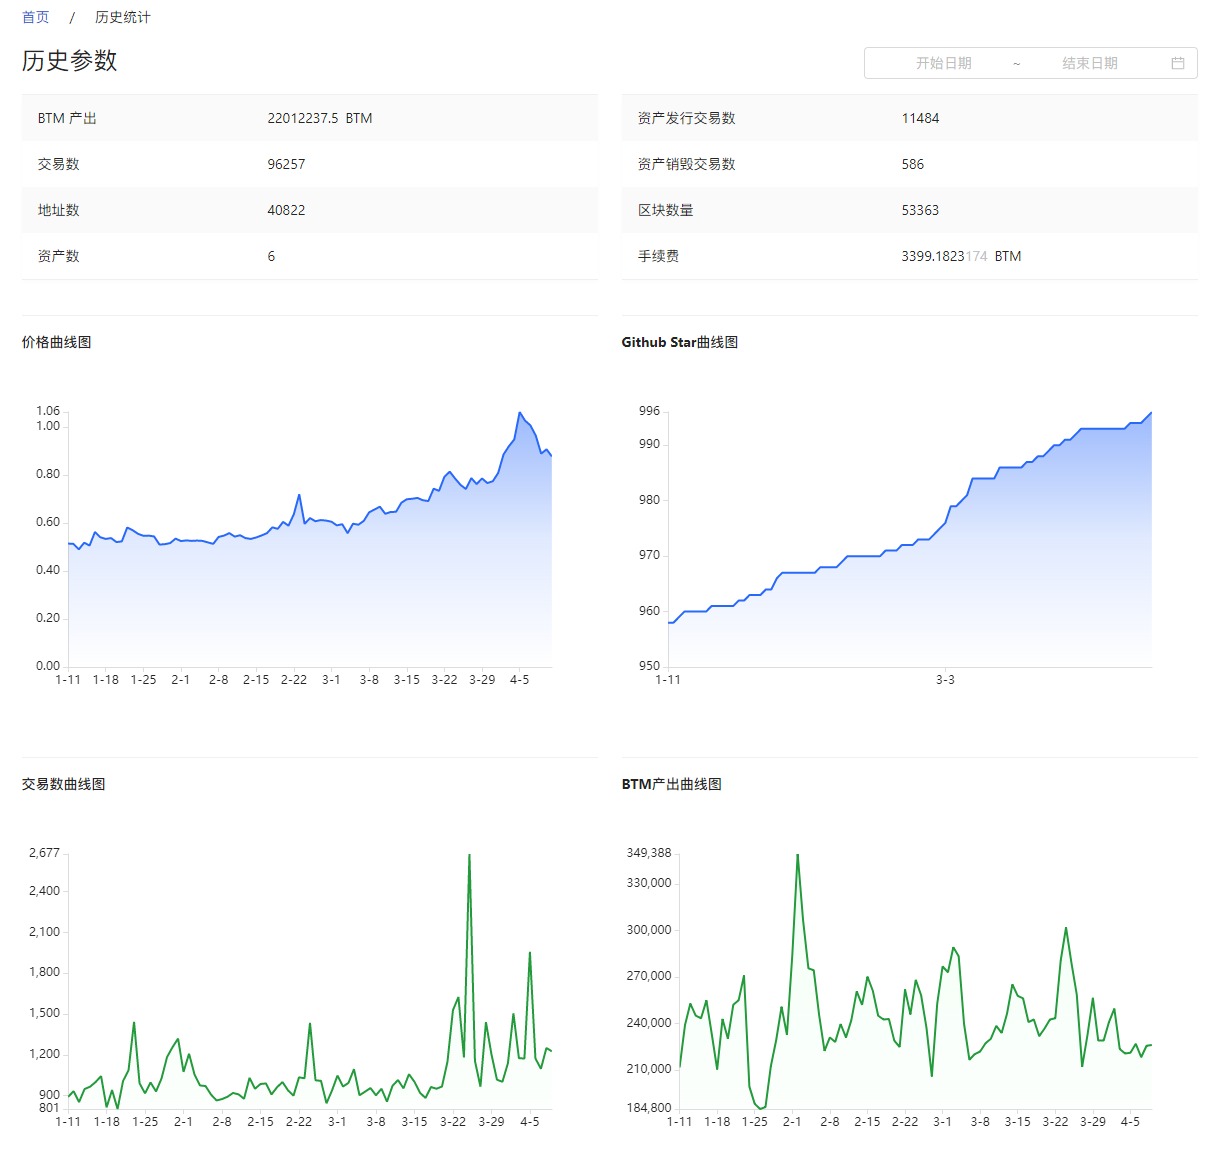 首页 / 历史统计
历史参数
开始日期 ~ 结束日期
BTM 产出 22012237.5 BTM
资产发行交易数 11484
交易数 96257
资产销毁交易数 586
地址数 40822
区块数量 53363
资产数 6
手续费 3399.1823174 BTM
价格曲线图
1.06
1.00
0.80
0.60
0.40
0.20
0.00
1-11 1-18 1-25 2-1 2-8 2-15 2-22 3-1 3-8 3-15 3-22 3-29 4-5
Github Star曲线图
996
990
980
970
960
950
1-11 3-3
交易数曲线图
2,677
2,400
2,100
1,800
1,500
1,200
900
801
1-11 1-18 1-25 2-1 2-8 2-15 2-22 3-1 3-8 3-15 3-22 3-29 4-5
BTM产出曲线图
349,388
330,000
300,000
270,000
240,000
210,000
184,800
1-11 1-18 1-25 2-1 2-8 2-15 2-22 3-1 3-8 3-15 3-22 3-29 4-5